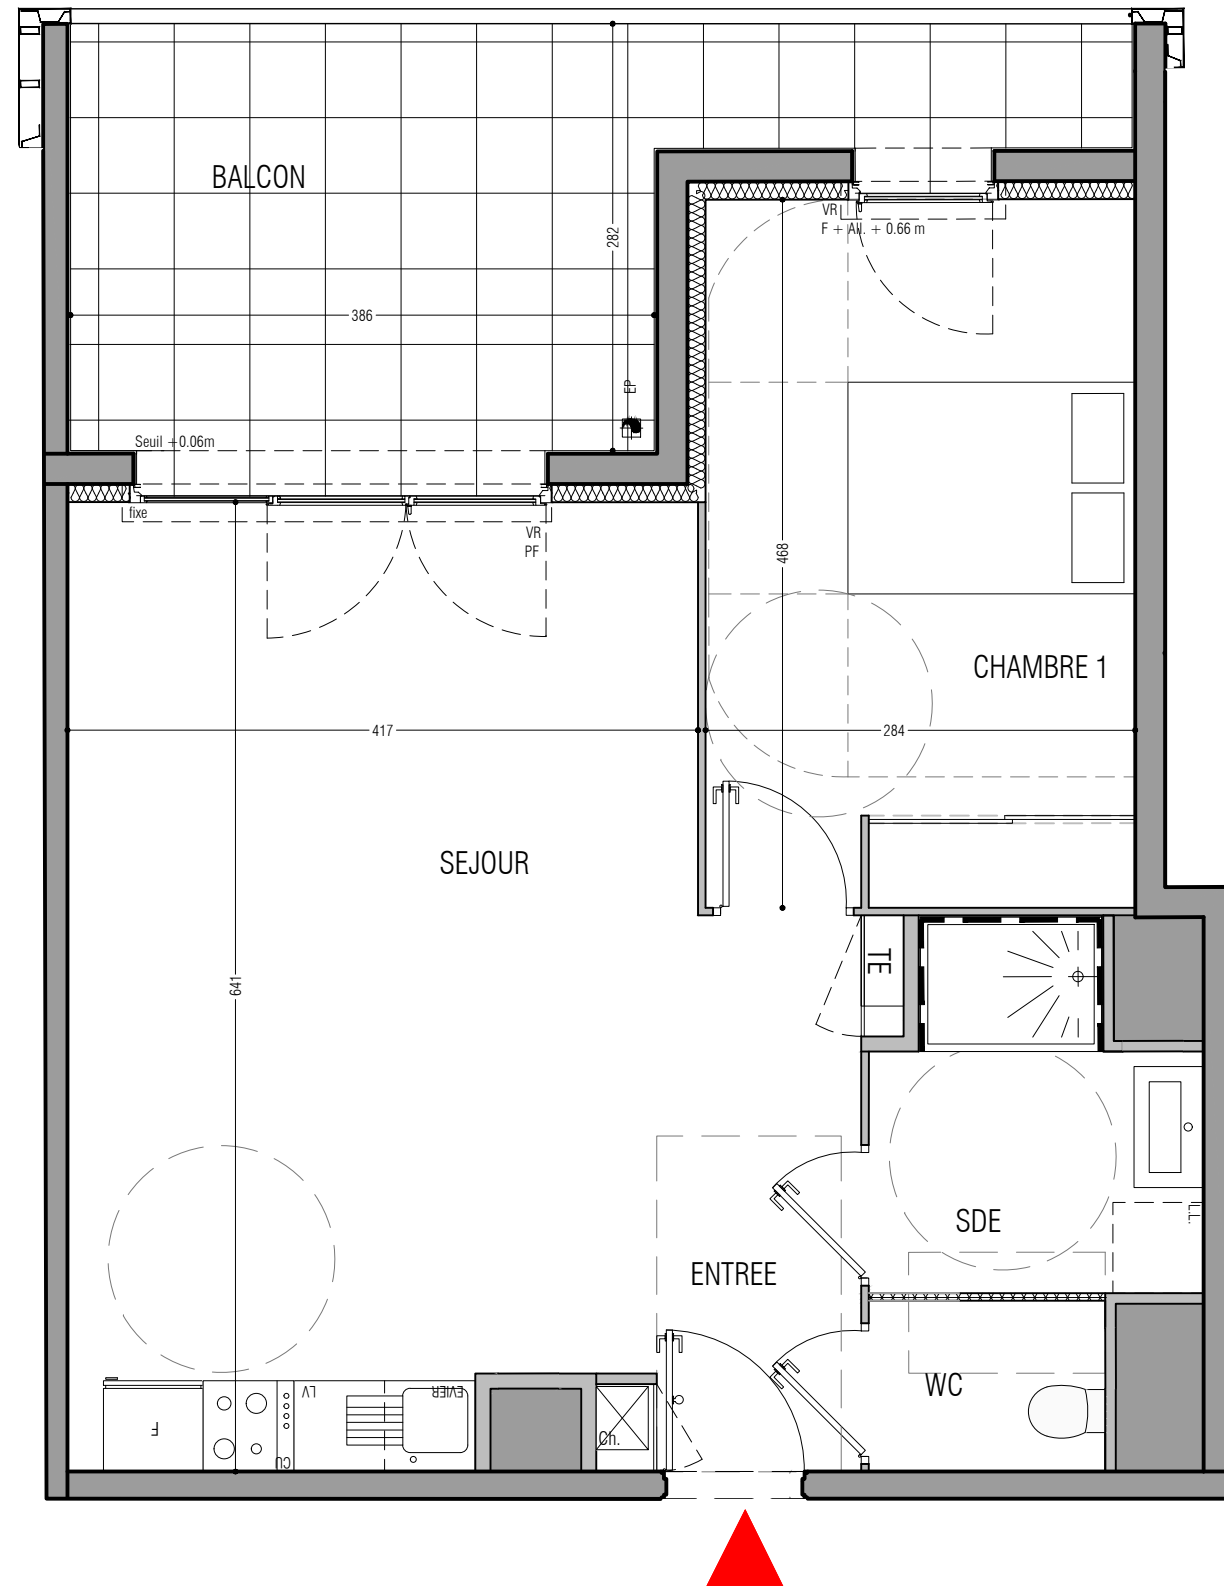 BALCON
282
VR
F + All. + 0.66 m
386
EP
Seuil +0.06m
fixe
VR
PF
468
CHAMBRE 1
417
284
SEJOUR
TE
641
SDE
L.L.
ENTREE
WC
LV
EVIER
F
CU
Ch.